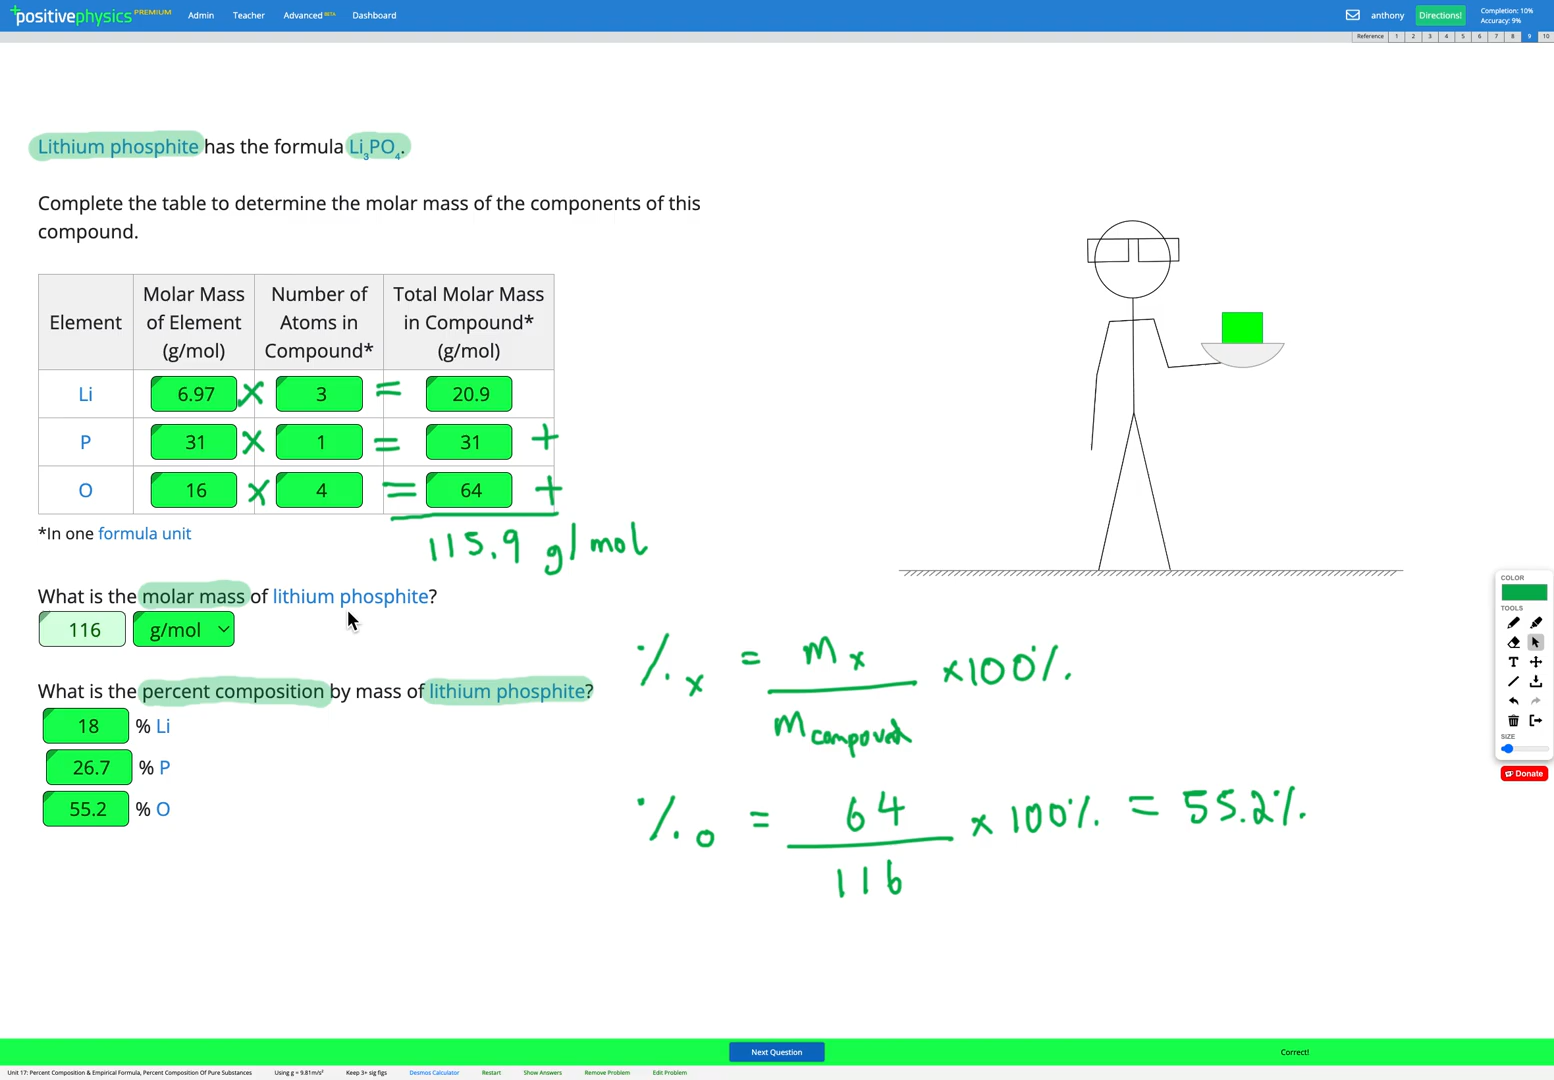 +positivephysics PREMIUM Admin Teacher Advanced BETA Dashboard anthony Directions! Completion: 10%
Accuracy: 9%
Reference 1 2 3 4 5 6 7 8 9 10
Lithium phosphite has the formula Li₃PO₄.
Complete the table to determine the molar mass of the components of this
compound.
Element Molar Mass of Element (g/mol) Number of Atoms in Compound* Total Molar Mass in Compound* (g/mol)
Li 6.97 x 3 = 20.9
P 31 x 1 = 31 +
O 16 x 4 = 64 +
*In one formula unit
115.9 g/mol
What is the molar mass of lithium phosphite?
116 g/mol
What is the percent composition by mass of lithium phosphite?
18 % Li
26.7 % P
55.2 % O
%x = mx / mcompound x100%.
%o = 64 / 116 x 100% = 55.2%.
COLOR
TOOLS
T
SIZE
Donate
Next Question Correct!
Unit 17: Percent Composition & Empirical Formula, Percent Composition Of Pure Substances Using g = 9.81m/s² Keep 3+ sig figs Desmos Calculator Restart Show Answers Remove Problem Edit Problem